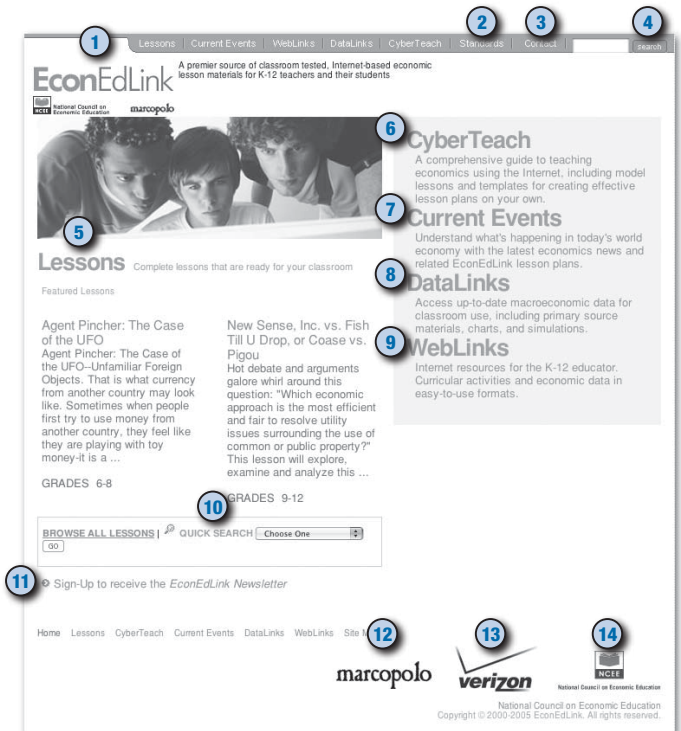 1 2 3 4
Lessons | Current Events | WebLinks | DataLinks | CyberTeach | Standards | Contact search
EconEdLink
A premier source of classroom tested, Internet-based economic
lesson materials for K-12 teachers and their students
NCEE National Council on
Economic Education marcopolo
5
Lessons Complete lessons that are ready for your classroom
Featured Lessons
Agent Pincher: The Case
of the UFO
Agent Pincher: The Case of
the UFO--Unfamiliar Foreign
Objects. That is what currency
from another country may look
like. Sometimes when people
first try to use money from
another country, they feel like
they are playing with toy
money-it is a ...
GRADES 6-8
New Sense, Inc. vs. Fish
Till U Drop, or Coase vs.
Pigou
Hot debate and arguments
galore whirl around this
question: "Which economic
approach is the most efficient
and fair to resolve utility
issues surrounding the use of
common or public property?"
This lesson will explore,
examine and analyze this ...
GRADES 9-12
6
CyberTeach
A comprehensive guide to teaching
economics using the Internet, including model
lessons and templates for creating effective
lesson plans on your own.
7
Current Events
Understand what's happening in today's world
economy with the latest economics news and
related EconEdLink lesson plans.
8
DataLinks
Access up-to-date macroeconomic data for
classroom use, including primary source
materials, charts, and simulations.
9
WebLinks
Internet resources for the K-12 educator.
Curricular activities and economic data in
easy-to-use formats.
10
BROWSE ALL LESSONS | QUICK SEARCH Choose One
GO
11 Sign-Up to receive the EconEdLink Newsletter
Home Lessons CyberTeach Current Events DataLinks WebLinks Site
12 13 14
marcopolo verizon NCEE
National Council on Economic Education
National Council on Economic Education
Copyright © 2000-2005 EconEdLink. All rights reserved.